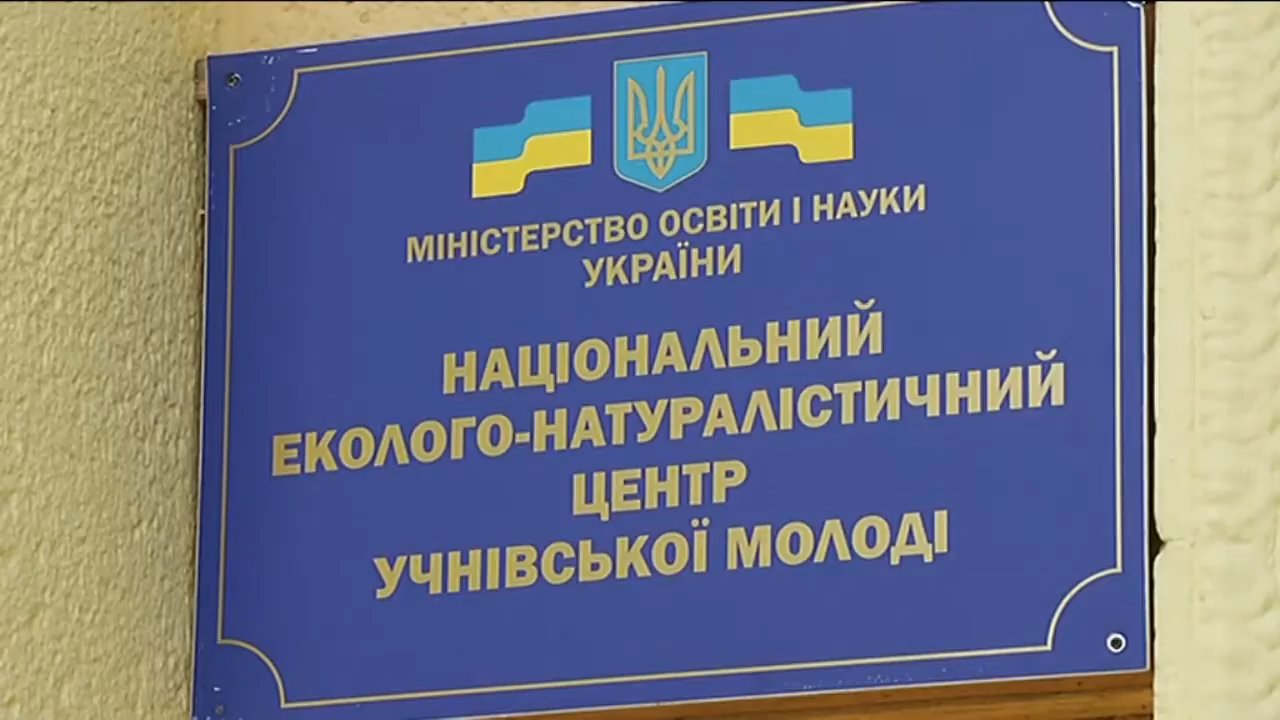 МІНІСТЕРСТВО ОСВІТИ І НАУКИ
УКРАЇНИ
НАЦІОНАЛЬНИЙ
ЕКОЛОГО-НАТУРАЛІСТИЧНИЙ
ЦЕНТР
УЧНІВСЬКОЇ МОЛОДІ